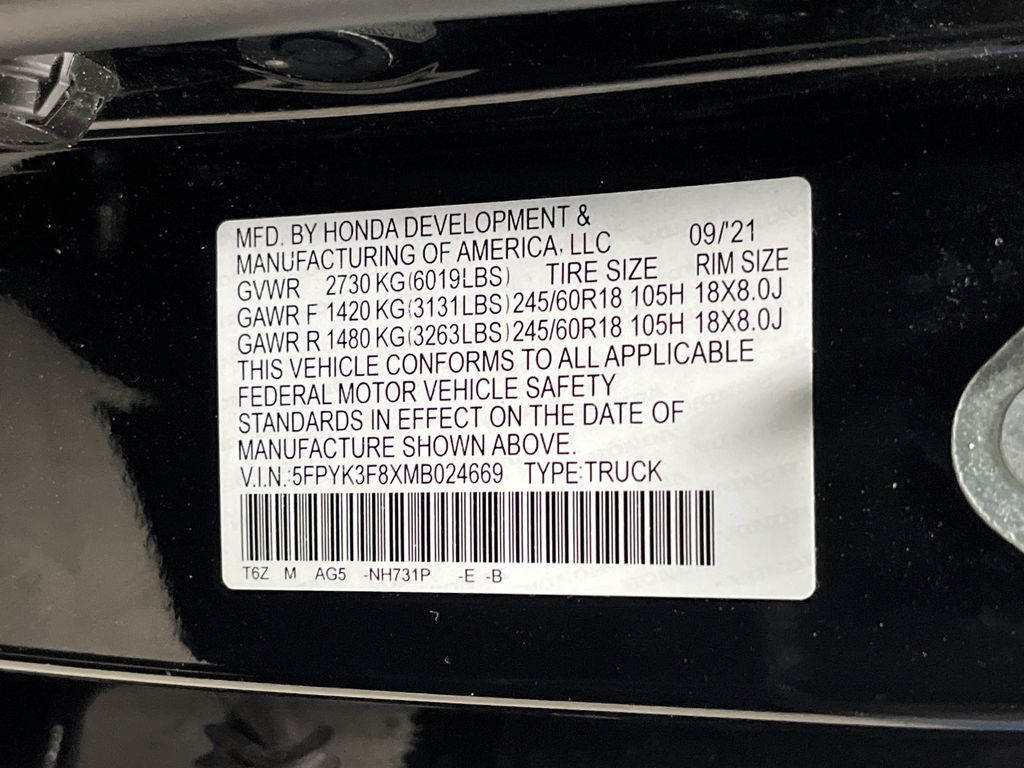 MFD. BY HONDA DEVELOPMENT &
MANUFACTURING OF AMERICA, LLC 09/'21
GVWR 2730 KG(6019LBS) TIRE SIZE RIM SIZE
GAWR F 1420 KG(3131LBS) 245/60R18 105H 18X8.0J
GAWR R 1480 KG(3263LBS) 245/60R18 105H 18X8.0J
THIS VEHICLE CONFORMS TO ALL APPLICABLE
FEDERAL MOTOR VEHICLE SAFETY
STANDARDS IN EFFECT ON THE DATE OF
MANUFACTURE SHOWN ABOVE.
V.I.N.:5FPYK3F8XMB024669 TYPE:TRUCK
T6Z M AG5 -NH731P -E -B